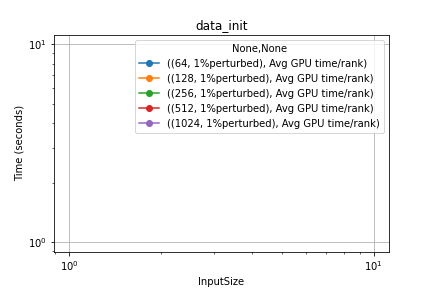 data_init
None,None
((64, 1%perturbed), Avg GPU time/rank)
((128, 1%perturbed), Avg GPU time/rank)
((256, 1%perturbed), Avg GPU time/rank)
((512, 1%perturbed), Avg GPU time/rank)
((1024, 1%perturbed), Avg GPU time/rank)
Time (seconds)
10¹
10⁰
10⁰
10¹
InputSize